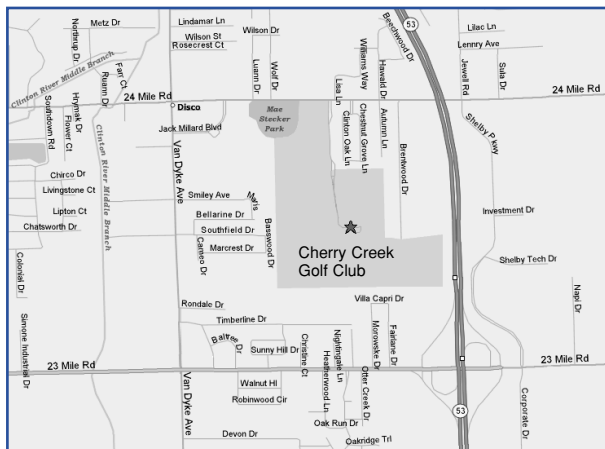 Metz Dr
Lindamar Ln
Wilson Dr
53
Beechwood Dr
Lilac Ln
Northrup Dr
Wilson St
Rosecrest Ct
Williams Way
Lennry Ave
Clinton River Middle Branch
Ruann Dr
Farr Ct
Luann Dr
Wolf Dr
Lisa Ln
Hawald Dr
Jewell Rd
Sula Dr
24 Mile Rd
Disco
24 Mile Rd
Southdown Rd
Hrymak Dr
Flower Ct
Clinton River Middle Branch
Jack Millard Blvd
Mae
Stecker
Park
Clinton Oak Ln
Chestnut Grove Ln
Autumn Ln
Brentwood Dr
Shelby Pkwy
Van Dyke Ave
Chirco Dr
Livingstone Ct
Lipton Ct
Chatsworth Dr
Smiley Ave
Maris
Bellarine Dr
Southfield Dr
Marcrest Dr
Cameo Dr
Basswood Dr
Cherry Creek
Golf Club
Investment Dr
Shelby Tech Dr
Colonial Dr
Simone Industrial Dr
Napi Dr
Rondale Dr
Villa Capri Dr
Timberline Dr
Baltree Dr
Sunny Hill Dr
Christine Ct
Nightingale Ln
Morowske Dr
Fairlane Dr
23 Mile Rd
23 Mile Rd
Van Dyke Ave
Walnut Hl
Robinwood Cir
Heatherwood Ln
Otter Creek Dr
Corporate Dr
53
Oak Run Dr
Devon Dr
Oakridge Trl